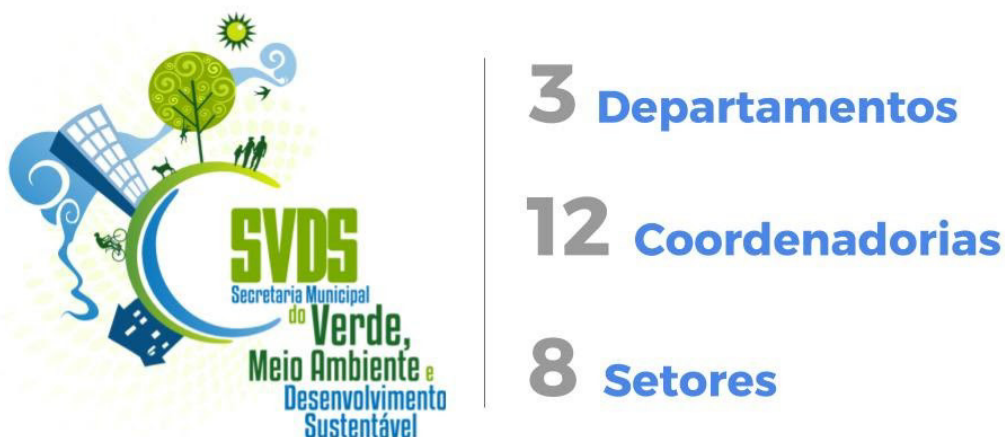 SVDS
Secretaria Municipal
do Verde,
Meio Ambiente e
Desenvolvimento
Sustentável
3 Departamentos
12 Coordenadorias
8 Setores